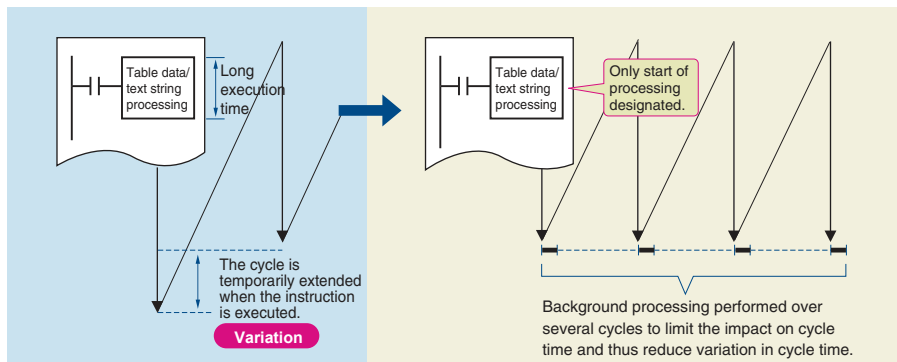 Table data/
text string
processing
Long
execution
time
The cycle is
temporarily extended
when the instruction
is executed.
Variation
Table data/
text string
processing
Only start of
processing
designated.
Background processing performed over
several cycles to limit the impact on cycle
time and thus reduce variation in cycle time.